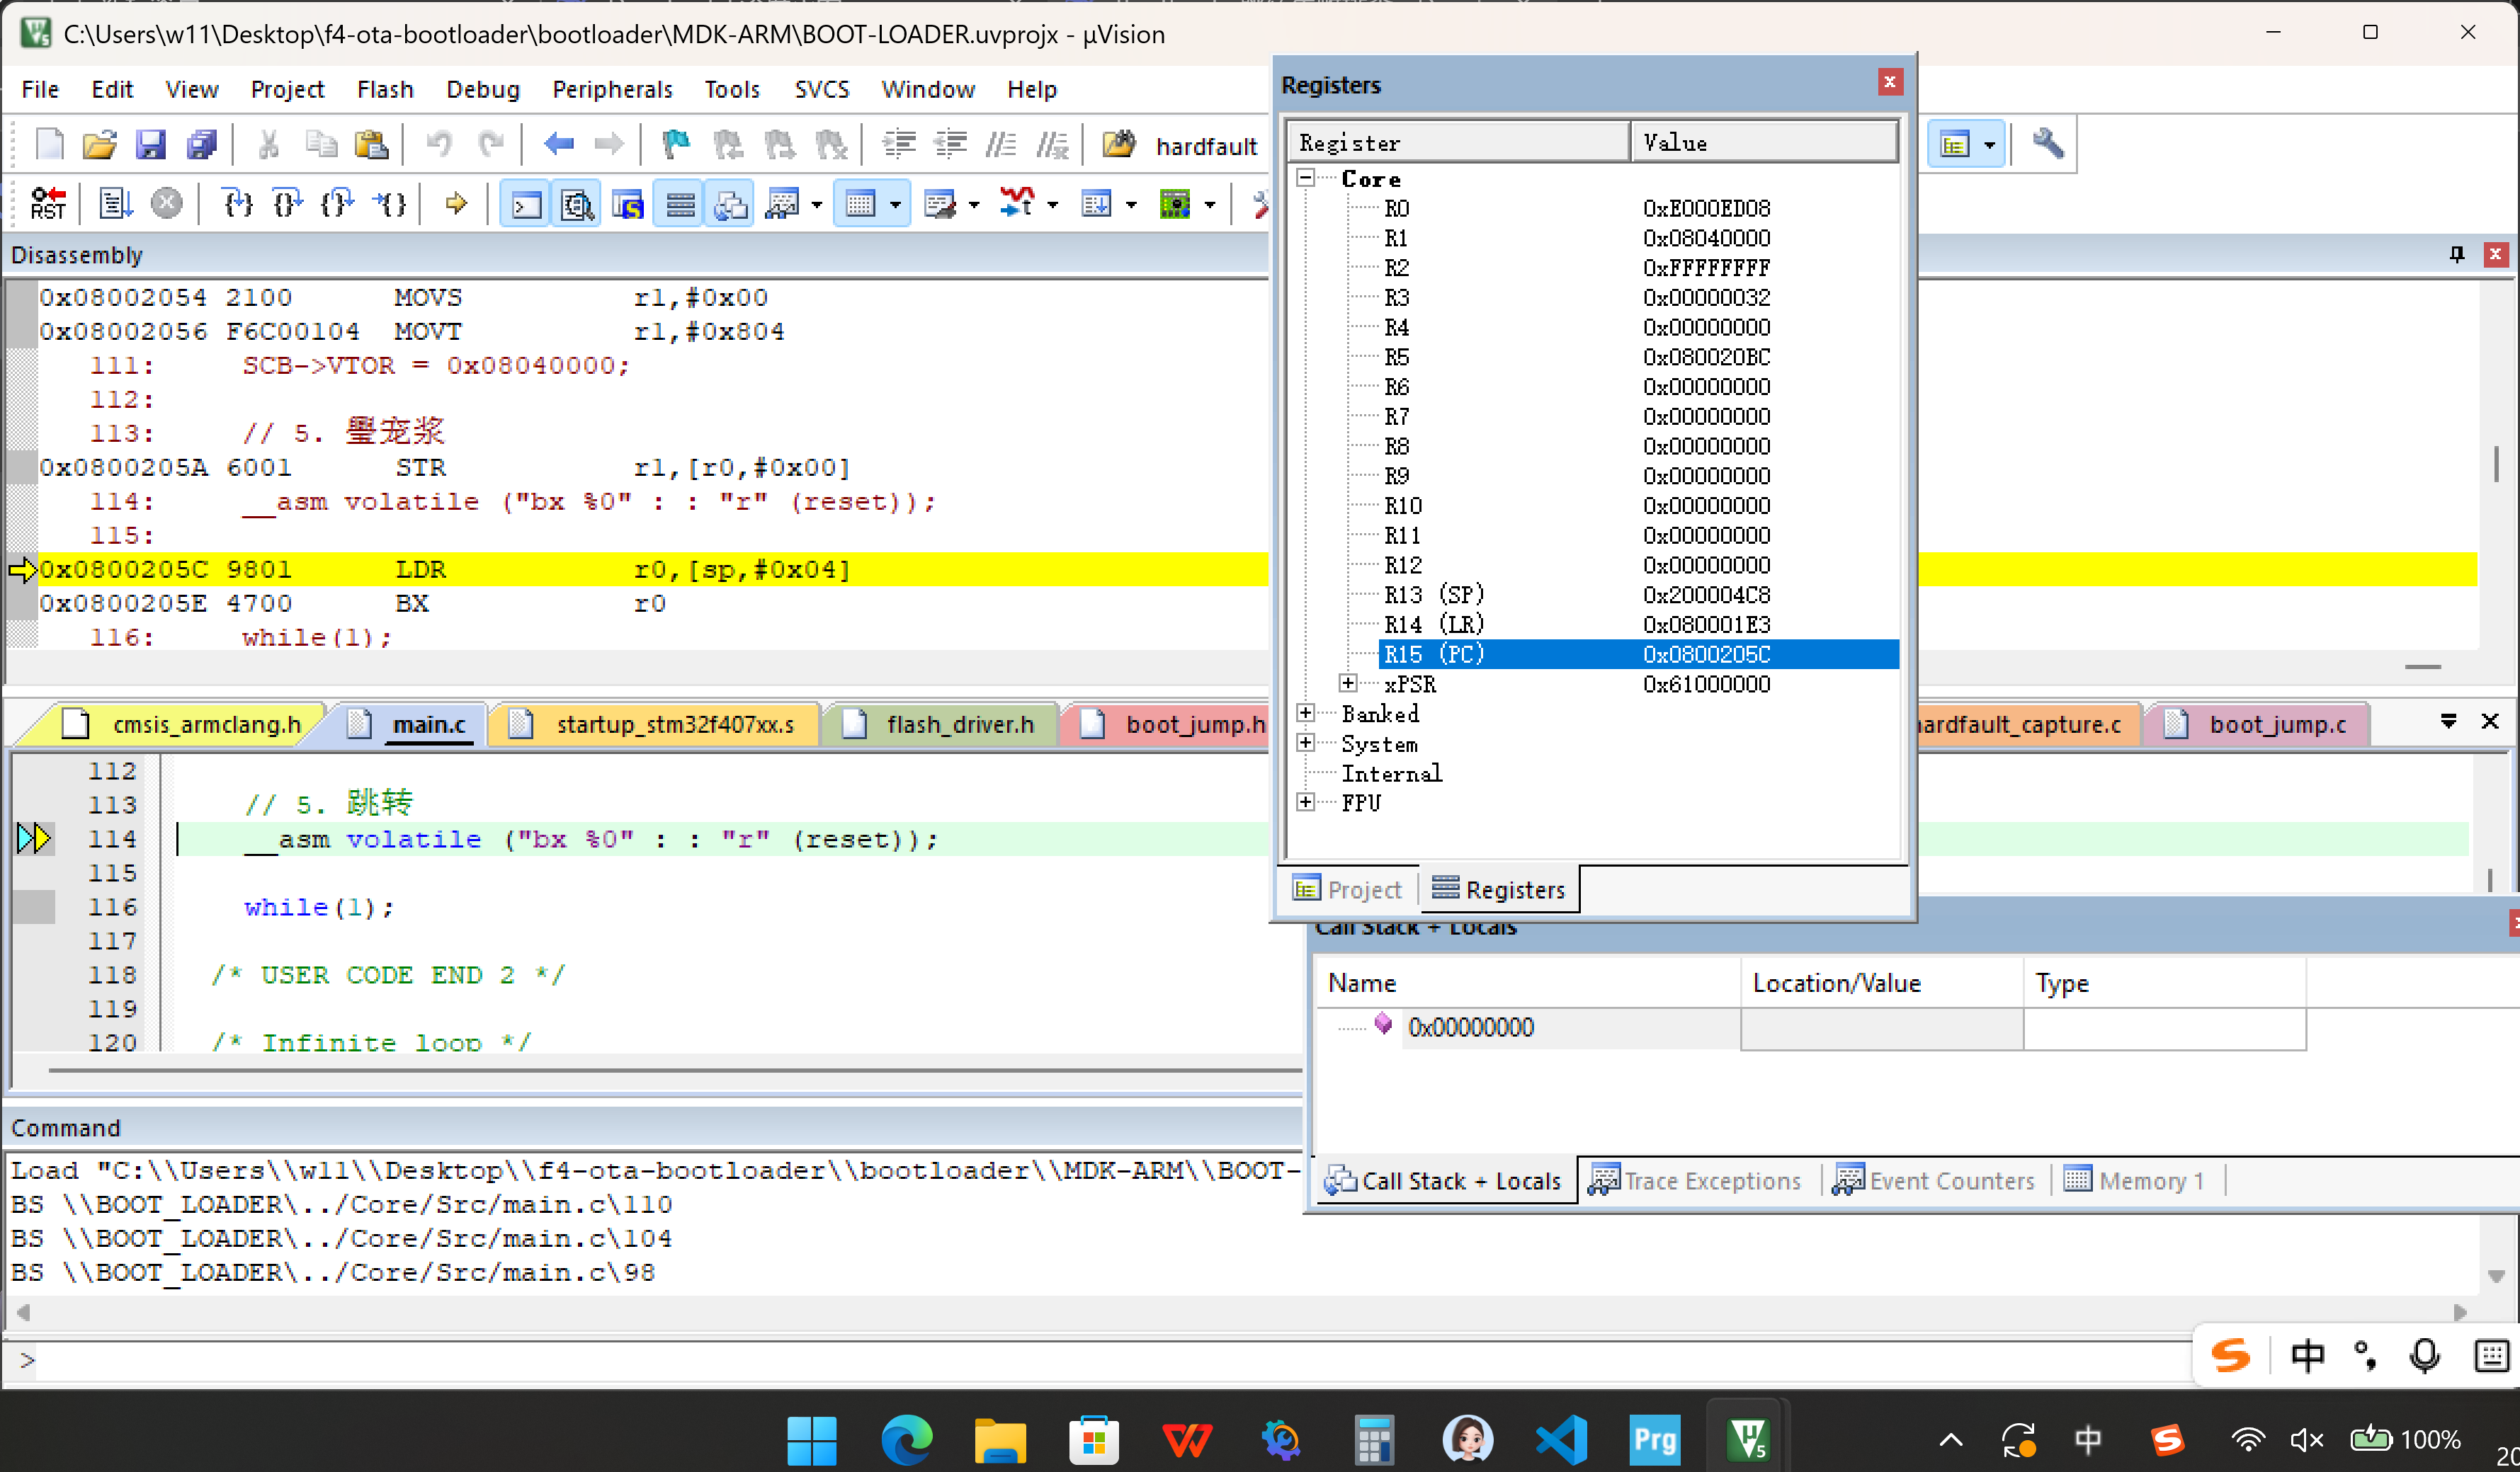 C:\Users\w11\Desktop\f4-ota-bootloader\bootloader\MDK-ARM\BOOT-LOADER.uvprojx - µVision
File Edit View Project Flash Debug Peripherals Tools SVCS Window Help
hardfault
RST
Disassembly
0x08002054 2100 MOVS r1,#0x00
0x08002056 F6C00104 MOVT r1,#0x804
111: SCB->VTOR = 0x08040000;
112:
113: // 5. 璺宠浆
0x0800205A 6001 STR r1,[r0,#0x00]
114: __asm volatile ("bx %0" : : "r" (reset));
115:
0x0800205C 9801 LDR r0,[sp,#0x04]
0x0800205E 4700 BX r0
116: while(1);
Registers
Register Value
Core
R0 0xE000ED08
R1 0x08040000
R2 0xFFFFFFFF
R3 0x00000032
R4 0x00000000
R5 0x080020BC
R6 0x00000000
R7 0x00000000
R8 0x00000000
R9 0x00000000
R10 0x00000000
R11 0x00000000
R12 0x00000000
R13 (SP) 0x200004C8
R14 (LR) 0x080001E3
R15 (PC) 0x0800205C
xPSR 0x61000000
Banked
System
Internal
FPU
Project Registers
cmsis_armclang.h main.c startup_stm32f407xx.s flash_driver.h boot_jump.h ardfault_capture.c boot_jump.c
112
113 // 5. 跳转
114 __asm volatile ("bx %0" : : "r" (reset));
115
116 while(1);
117
118 /* USER CODE END 2 */
119
120 /* Infinite loop */
Call Stack + Locals
Name Location/Value Type
0x00000000
Call Stack + Locals Trace Exceptions Event Counters Memory 1
Command
Load "C:\\Users\\w11\\Desktop\\f4-ota-bootloader\\bootloader\\MDK-ARM\\BOOT-
BS \\BOOT_LOADER\../Core/Src/main.c\110
BS \\BOOT_LOADER\../Core/Src/main.c\104
BS \\BOOT_LOADER\../Core/Src/main.c\98
>
中
Prg
中
100%
20